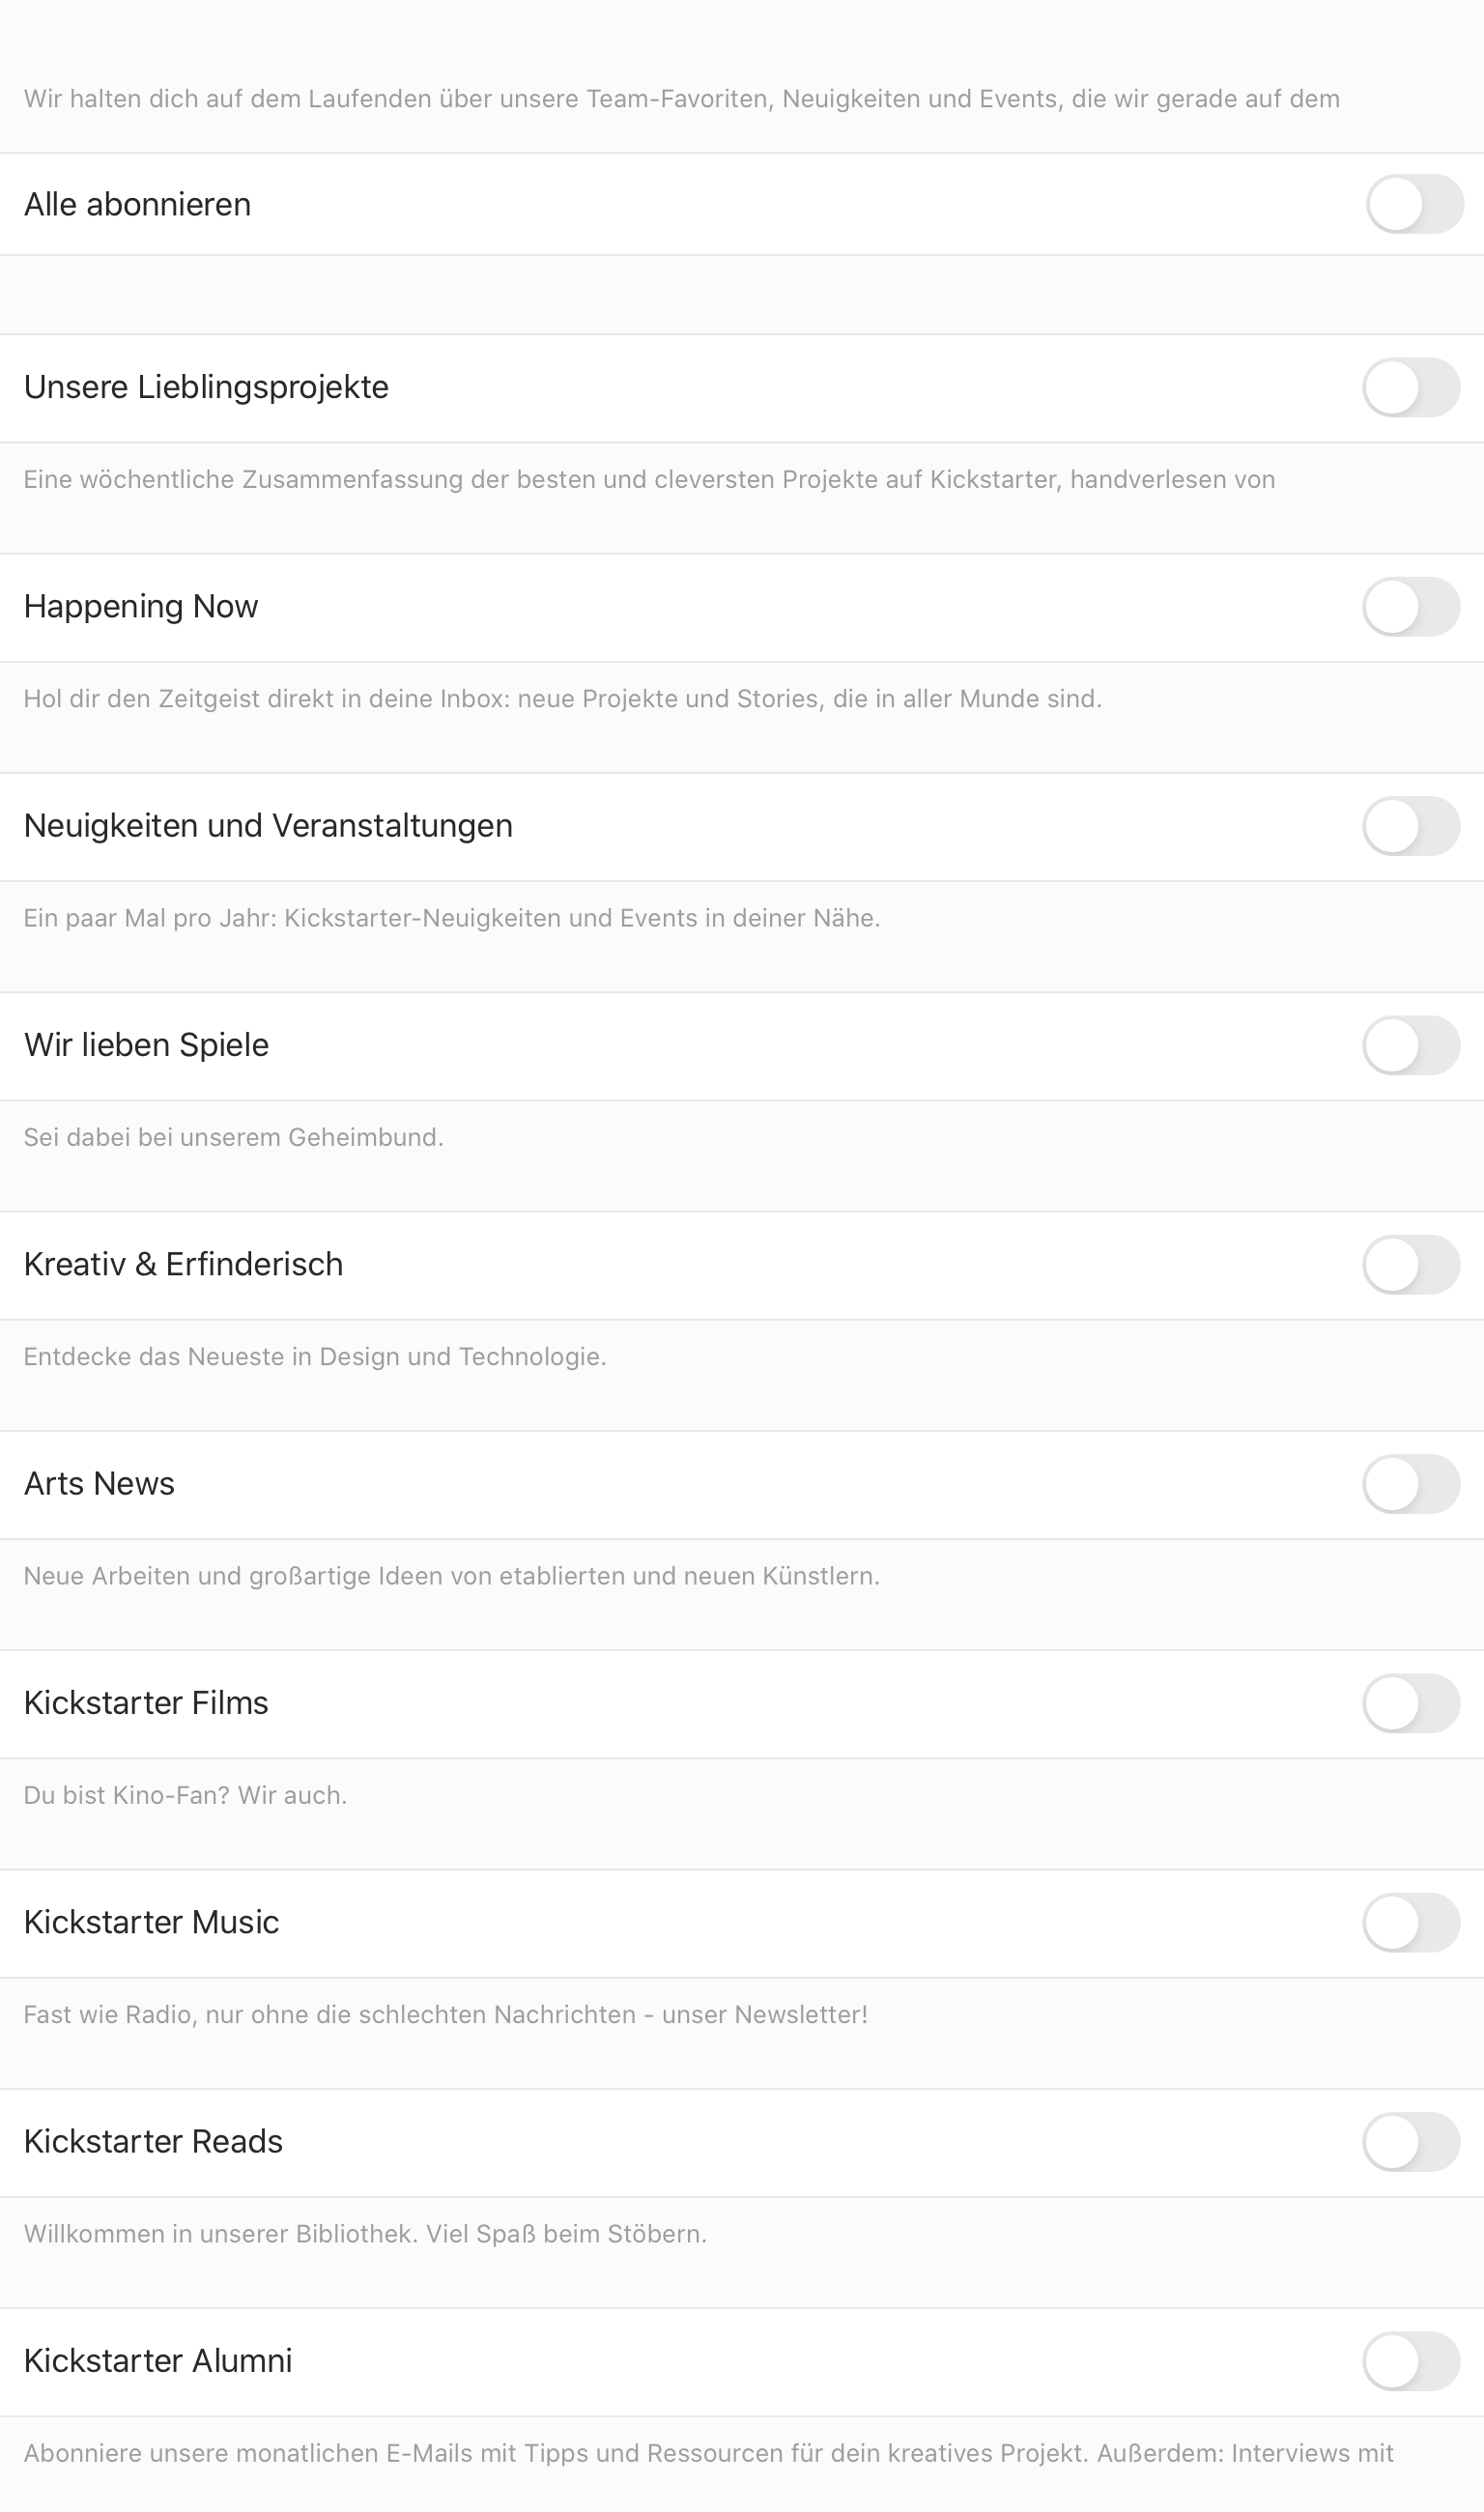 Wir halten dich auf dem Laufenden über unsere Team-Favoriten, Neuigkeiten und Events, die wir gerade auf dem
Alle abonnieren
Unsere Lieblingsprojekte
Eine wöchentliche Zusammenfassung der besten und cleversten Projekte auf Kickstarter, handverlesen von
Happening Now
Hol dir den Zeitgeist direkt in deine Inbox: neue Projekte und Stories, die in aller Munde sind.
Neuigkeiten und Veranstaltungen
Ein paar Mal pro Jahr: Kickstarter-Neuigkeiten und Events in deiner Nähe.
Wir lieben Spiele
Sei dabei bei unserem Geheimbund.
Kreativ & Erfinderisch
Entdecke das Neueste in Design und Technologie.
Arts News
Neue Arbeiten und großartige Ideen von etablierten und neuen Künstlern.
Kickstarter Films
Du bist Kino-Fan? Wir auch.
Kickstarter Music
Fast wie Radio, nur ohne die schlechten Nachrichten - unser Newsletter!
Kickstarter Reads
Willkommen in unserer Bibliothek. Viel Spaß beim Stöbern.
Kickstarter Alumni
Abonniere unsere monatlichen E-Mails mit Tipps und Ressourcen für dein kreatives Projekt. Außerdem: Interviews mit